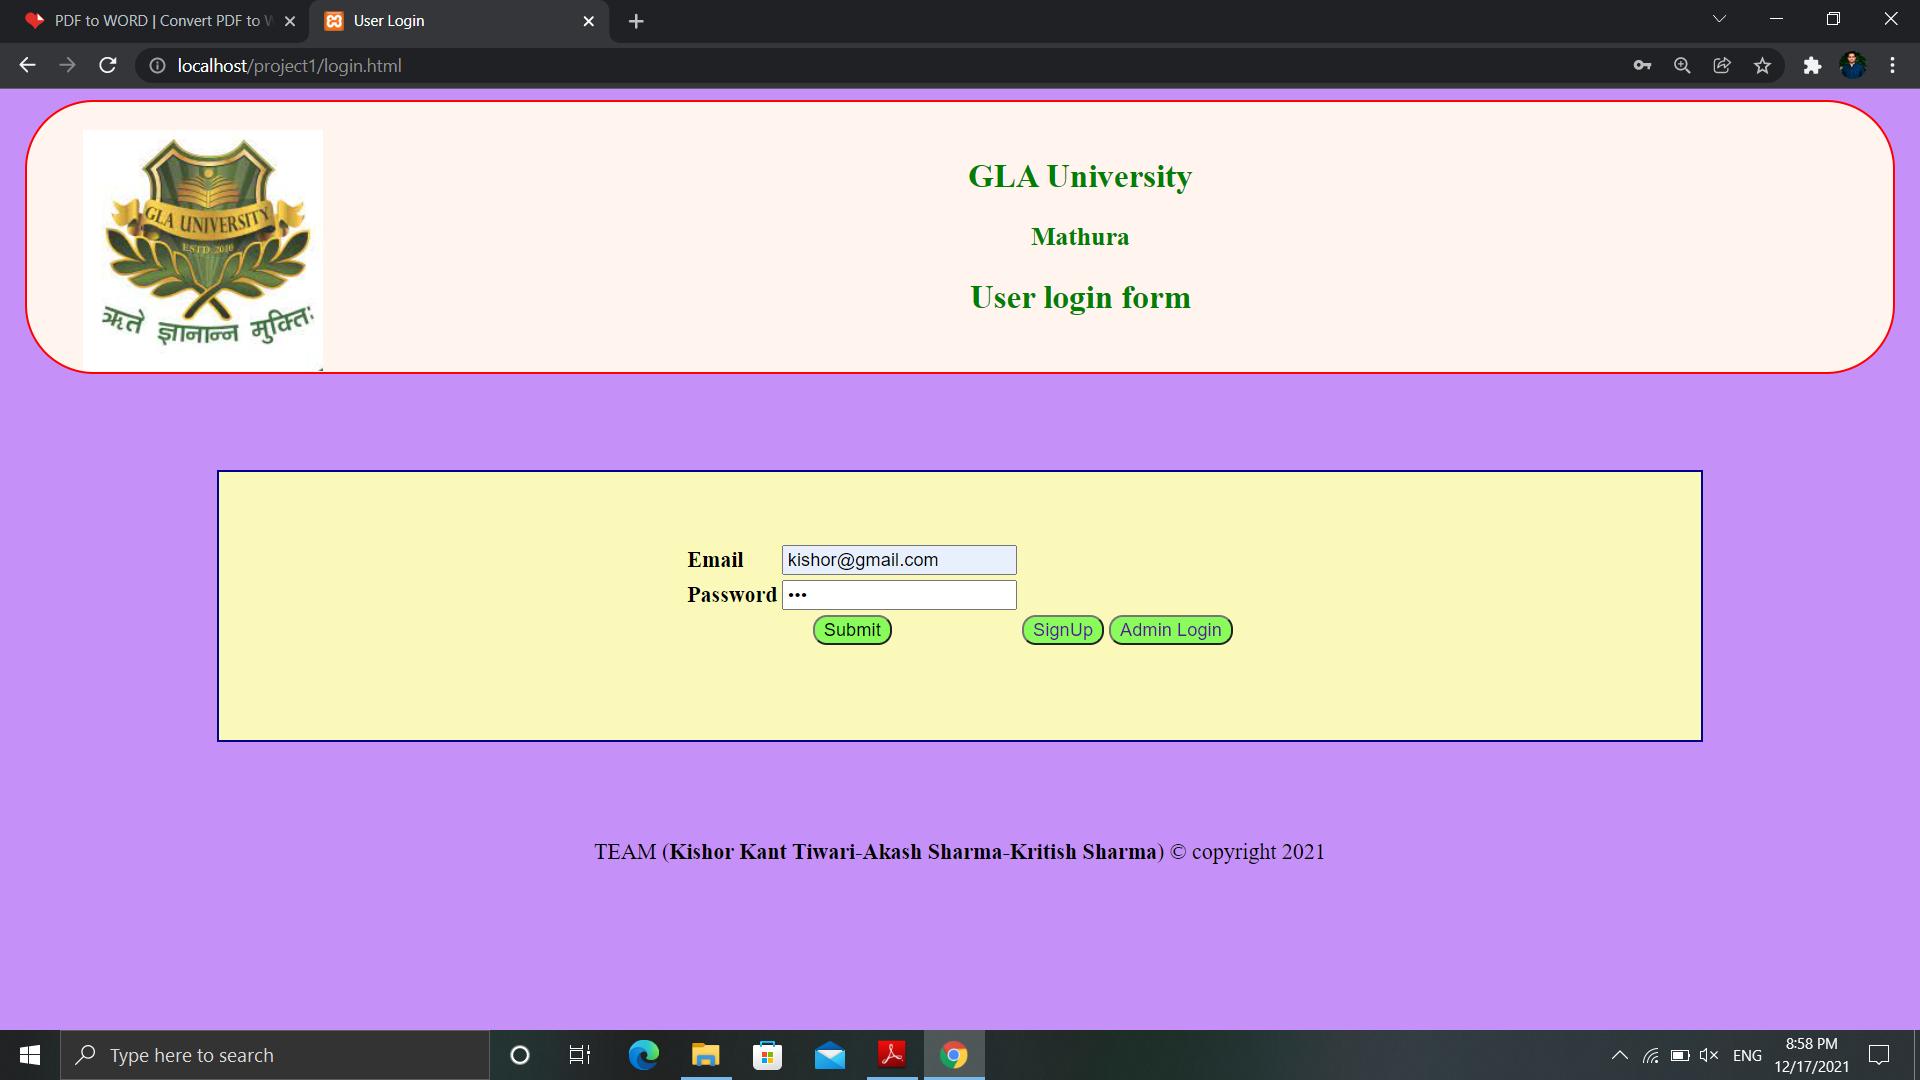 PDF to WORD | Convert PDF to W
User Login
localhost/project1/login.html
GLA UNIVERSITY
ESTD 2010
ऋते ज्ञानान्न मुक्तिः
GLA University
Mathura
User login form
Email kishor@gmail.com
Password •••
Submit SignUp Admin Login
TEAM (Kishor Kant Tiwari-Akash Sharma-Kritish Sharma) © copyright 2021
Type here to search
ENG
8:58 PM
12/17/2021